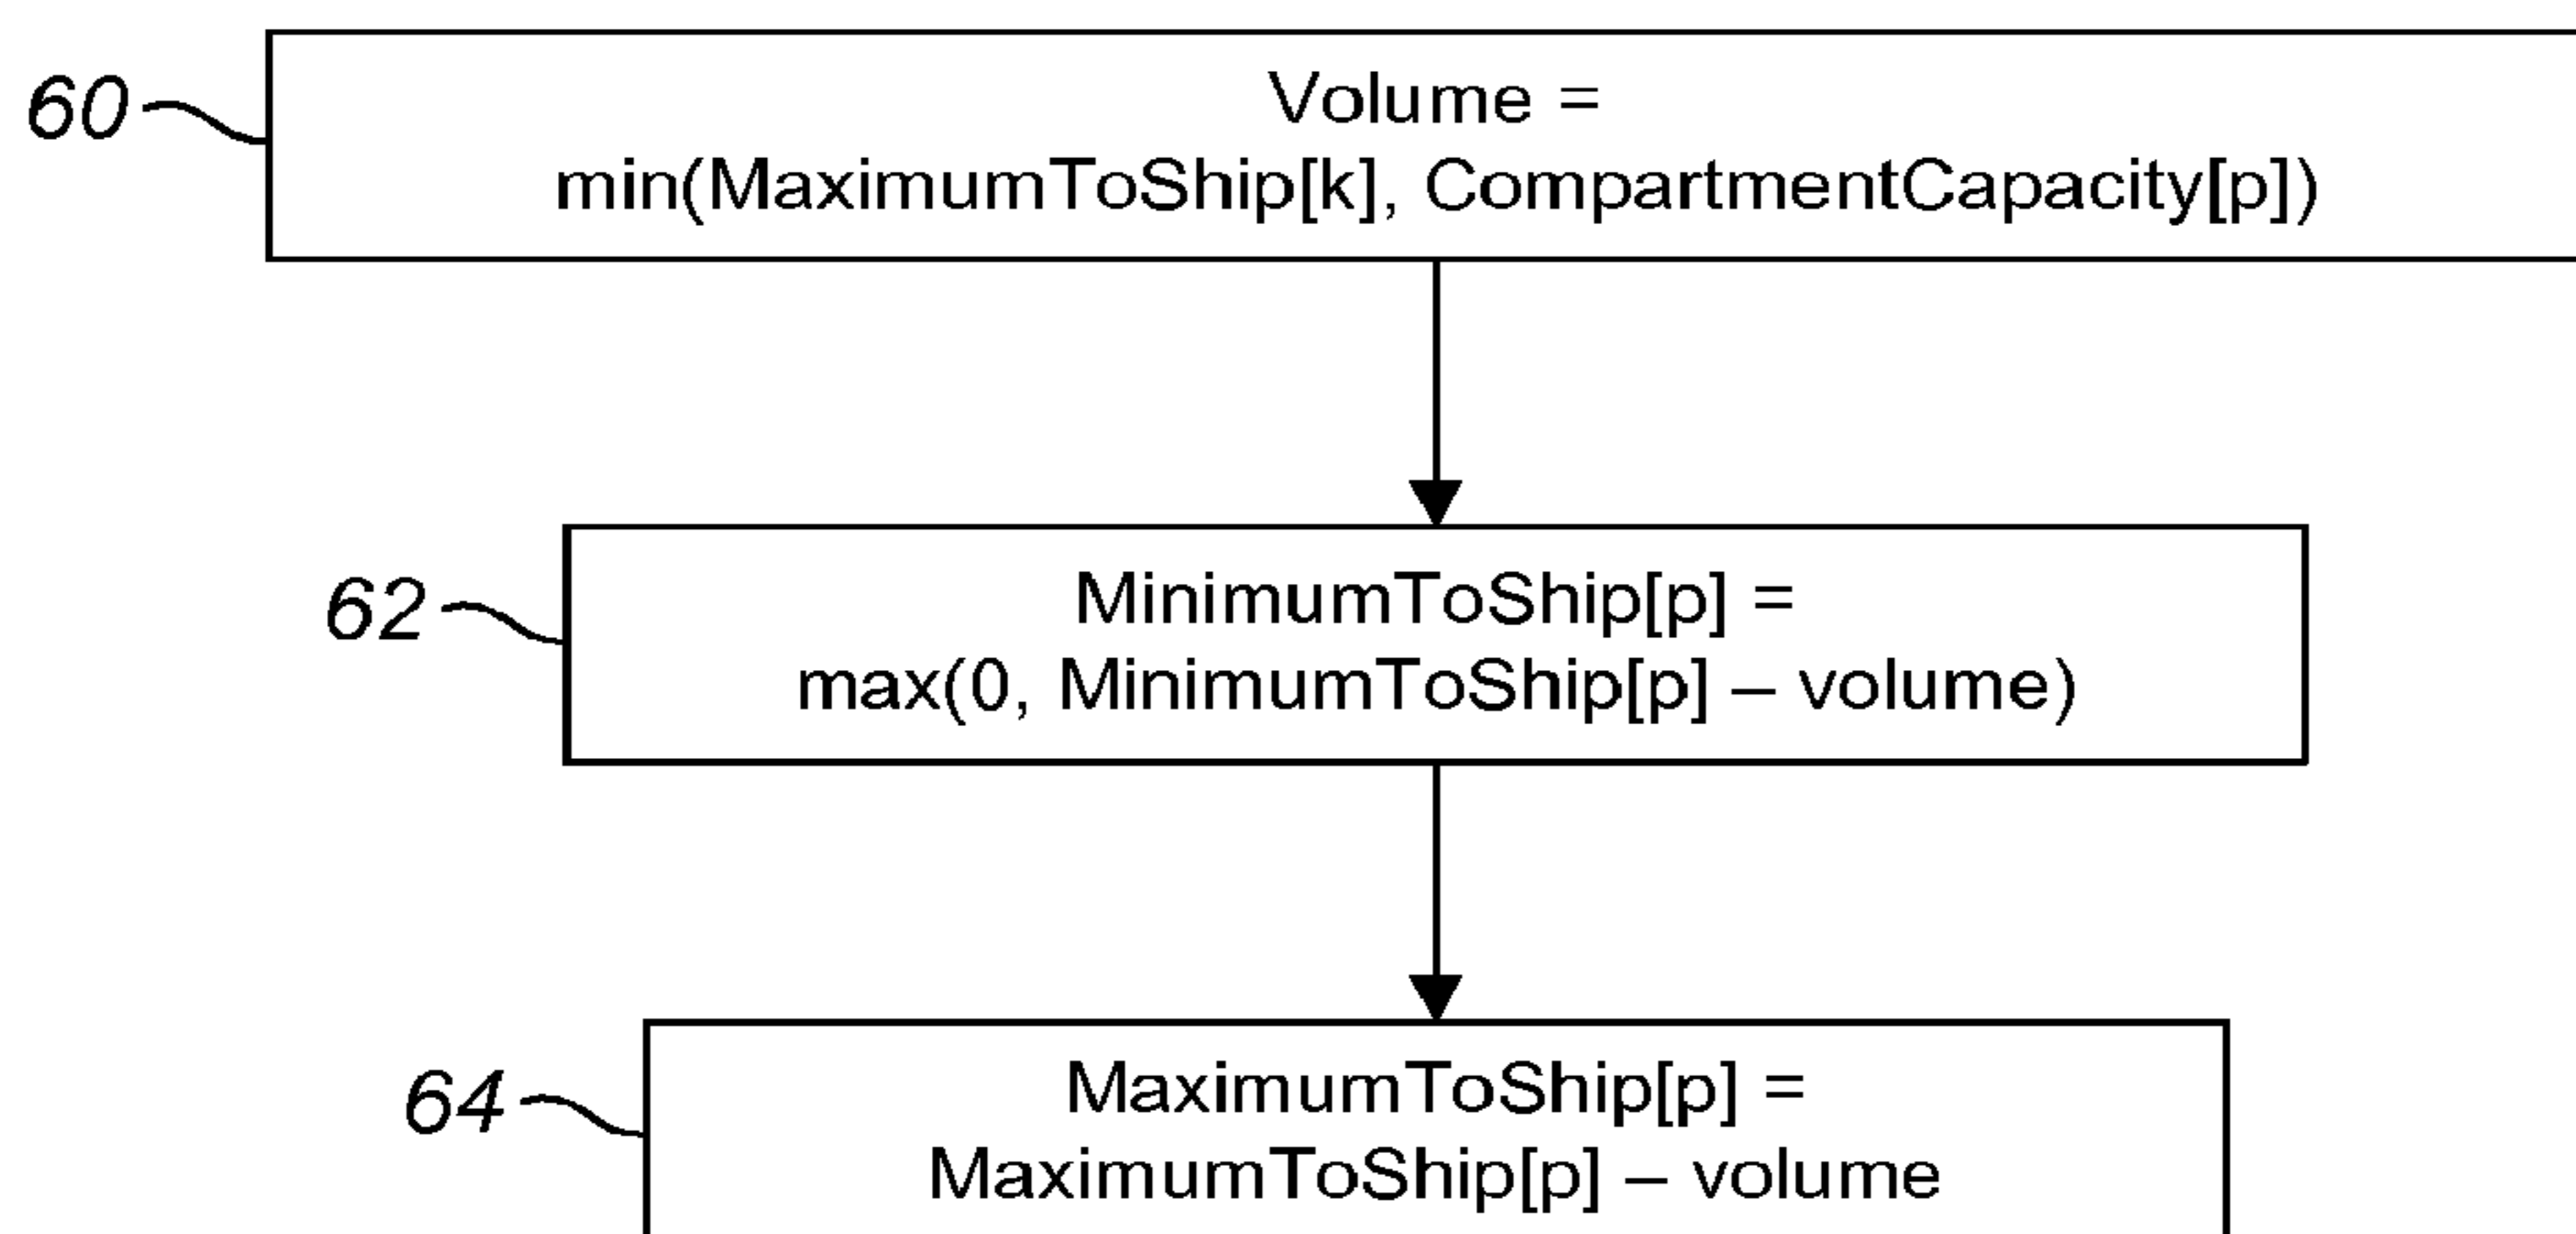 60
Volume =
min(MaximumToShip[k], CompartmentCapacity[p])
62
MinimumToShip[p] =
max(0, MinimumToShip[p] – volume)
64
MaximumToShip[p] =
MaximumToShip[p] – volume